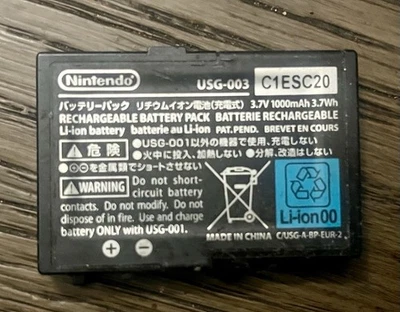 Nintendo USG-003 C1ESC20
バッテリーパック リチウムイオン電池(充電式) 3.7V 1000mAh 3.7Wh
RECHARGEABLE BATTERY PACK BATTERIE RECHARGEABLE
Li-ion battery batterie au Li-ion PAT. PEND. BREVET EN COURS
⚠危険 ●USG-001以外の機器で使用、充電しない
●火中に投入、加熱しない ●分解、改造はしない
●⊕⊖を金属類でショートさせない
⚠WARNING Do not short-
circuit battery
contacts. Do not modify. Do not
dispose of in fire. Use and charge
battery ONLY with USG-001.
⊕ ⊖
Li-ion00
MADE IN CHINA C/USG-A-BP-EUR-2